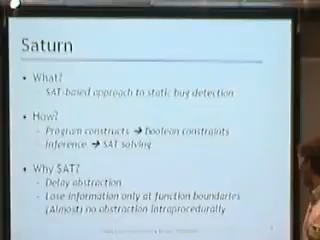 Saturn
• What?
- SAT-based approach to static bug detection
• How?
- Program constructs → boolean constraints
- Inference → SAT solving
• Why SAT?
- Delay abstraction
- Lose information only at function boundaries
(Almost) no abstraction intraprocedurally